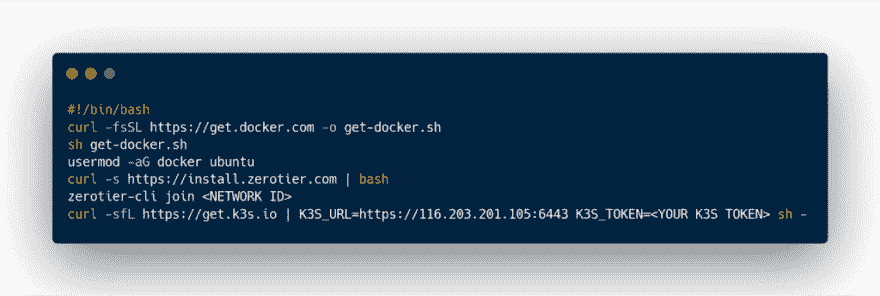 #!/bin/bash
curl -fsSL https://get.docker.com -o get-docker.sh
sh get-docker.sh
usermod -aG docker ubuntu
curl -s https://install.zerotier.com | bash
zerotier-cli join <NETWORK ID>
curl -sfL https://get.k3s.io | K3S_URL=https://116.203.201.105:6443 K3S_TOKEN=<YOUR K3S TOKEN> sh -